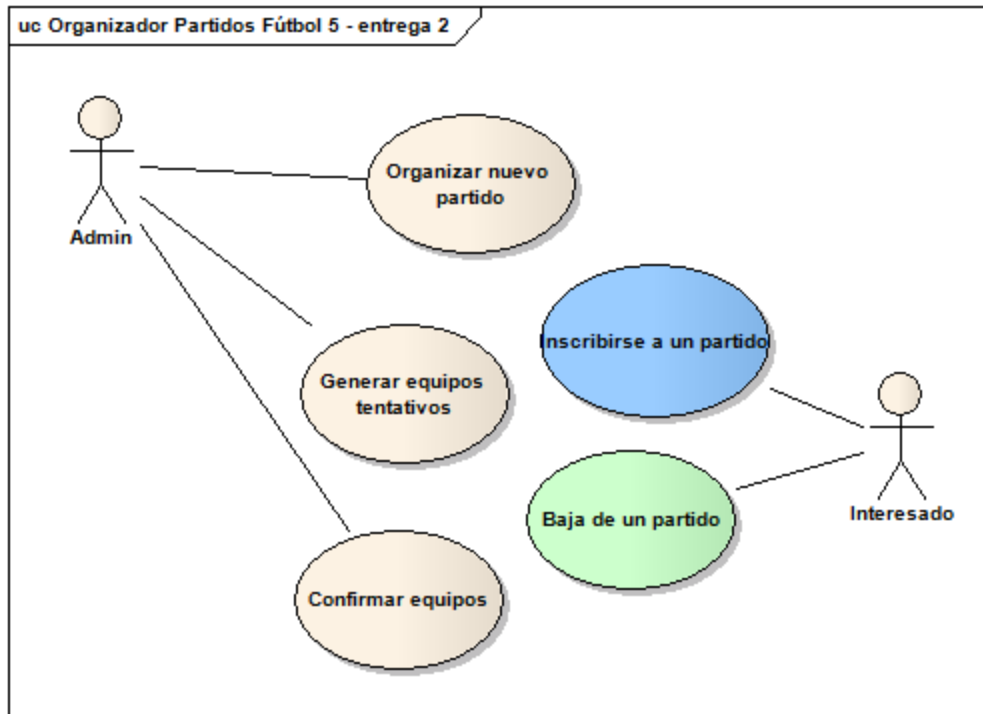 uc Organizador Partidos Fútbol 5 - entrega 2
Admin
Organizar nuevo
partido
Inscribirse a un partido
Generar equipos
tentativos
Interesado
Baja de un partido
Confirmar equipos